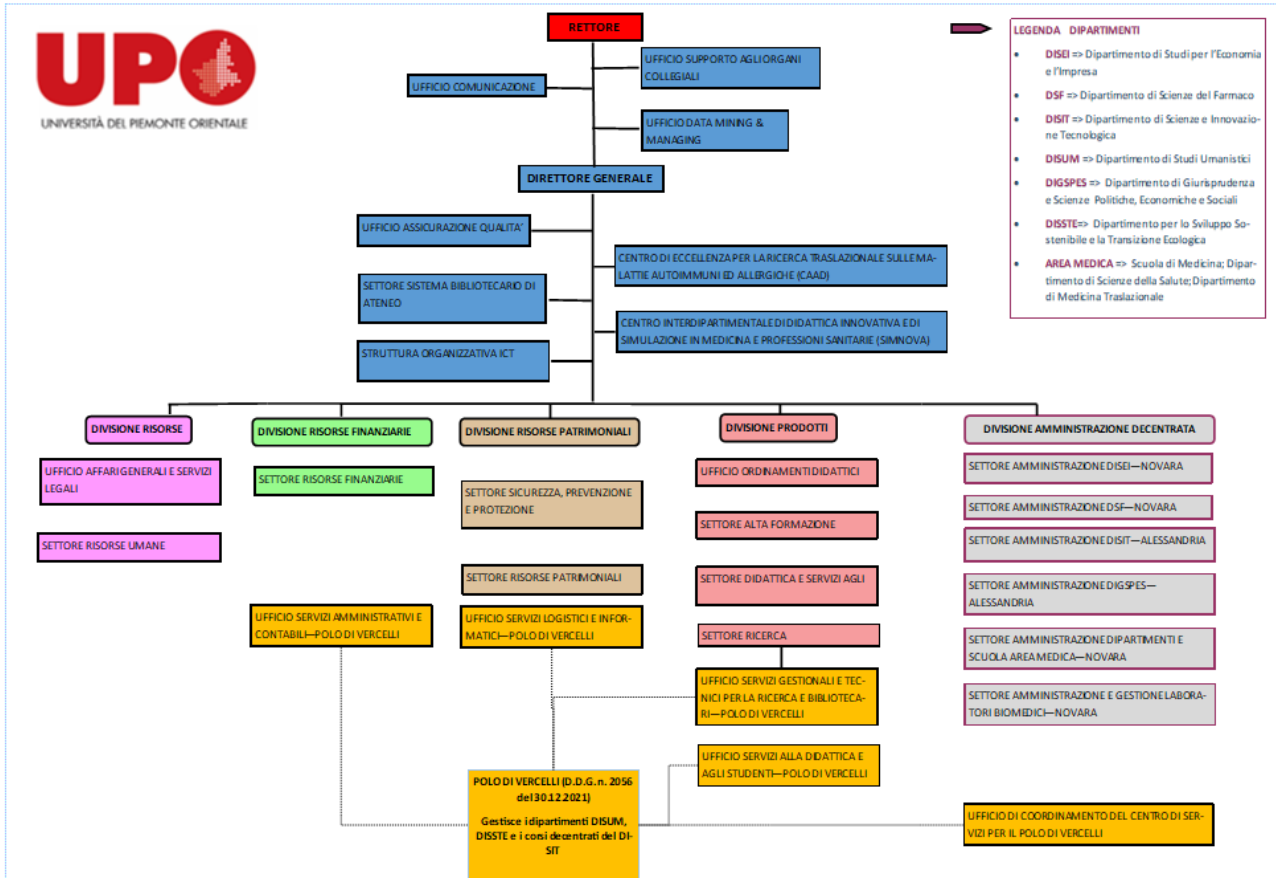 RETTORE
UPO
UNIVERSITÀ DEL PIEMONTE ORIENTALE
UFFICIO SUPPORTO AGLI ORGANI
COLLEGIALI
UFFICIO COMUNICAZIONE
UFFICIO DATA MINING &
MANAGING
DIRETTORE GENERALE
LEGENDA DIPARTIMENTI
• DISEI => Dipartimento di Studi per l'Economia
e l'Impresa
• DSF => Dipartimento di Scienze del Farmaco
• DISIT => Dipartimento di Scienze e Innovazio-
ne Tecnologica
• DISUM => Dipartimento di Studi Umanistici
• DIGSPES => Dipartimento di Giurisprudenza
e Scienze Politiche, Economiche e Sociali
• DISSTE=> Dipartimento per lo Sviluppo So-
stenibile e la Transizione Ecologica
• AREA MEDICA => Scuola di Medicina; Dipar-
timento di Scienze della Salute; Dipartimento
di Medicina Traslazionale
UFFICIO ASSICURAZIONE QUALITA'
CENTRO DI ECCELLENZA PER LA RICERCA TRASLAZIONALE SULLE MA-
LATTIE AUTOIMMUNI ED ALLERGICHE (CAAD)
SETTORE SISTEMA BIBLIOTECARIO DI
ATENEO
CENTRO INTERDIPARTIMENTALE DI DIDATTICA INNOVATIVA E DI
SIMULAZIONE IN MEDICINA E PROFESSIONI SANITARIE (SIMNOVA)
STRUTTURA ORGANIZZATIVA ICT
DIVISIONE RISORSE
UFFICIO AFFARI GENERALI E SERVIZI
LEGALI
SETTORE RISORSE UMANE
DIVISIONE RISORSE FINANZIARIE
SETTORE RISORSE FINANZIARIE
UFFICIO SERVIZI AMMINISTRATIVI E
CONTABILI—POLO DI VERCELLI
DIVISIONE RISORSE PATRIMONIALI
SETTORE SICUREZZA, PREVENZIONE
E PROTEZIONE
SETTORE RISORSE PATRIMONIALI
UFFICIO SERVIZI LOGISTICI E INFOR-
MATICI—POLO DI VERCELLI
DIVISIONE PRODOTTI
UFFICIO ORDINAMENTI DIDATTICI
SETTORE ALTA FORMAZIONE
SETTORE DIDATTICA E SERVIZI AGLI
SETTORE RICERCA
UFFICIO SERVIZI GESTIONALI E TEC-
NICI PER LA RICERCA E BIBLIOTECA-
RI—POLO DI VERCELLI
UFFICIO SERVIZI ALLA DIDATTICA E
AGLI STUDENTI—POLO DI VERCELLI
DIVISIONE AMMINISTRAZIONE DECENTRATA
SETTORE AMMINISTRAZIONE DISEI—NOVARA
SETTORE AMMINISTRAZIONE DSF—NOVARA
SETTORE AMMINISTRAZIONE DISIT—ALESSANDRIA
SETTORE AMMINISTRAZIONE DIGSPES—
ALESSANDRIA
SETTORE AMMINISTRAZIONE DIPARTIMENTI E
SCUOLA AREA MEDICA—NOVARA
SETTORE AMMINISTRAZIONE E GESTIONE LABORA-
TORI BIOMEDICI—NOVARA
UFFICIO DI COORDINAMENTO DEL CENTRO DI SER-
VIZI PER IL POLO DI VERCELLI
POLO DI VERCELLI (D.D.G. n. 2056
del 30.12.2021)
Gestisce i dipartimenti DISUM,
DISSTE e i corsi decentrati del DI-
SIT